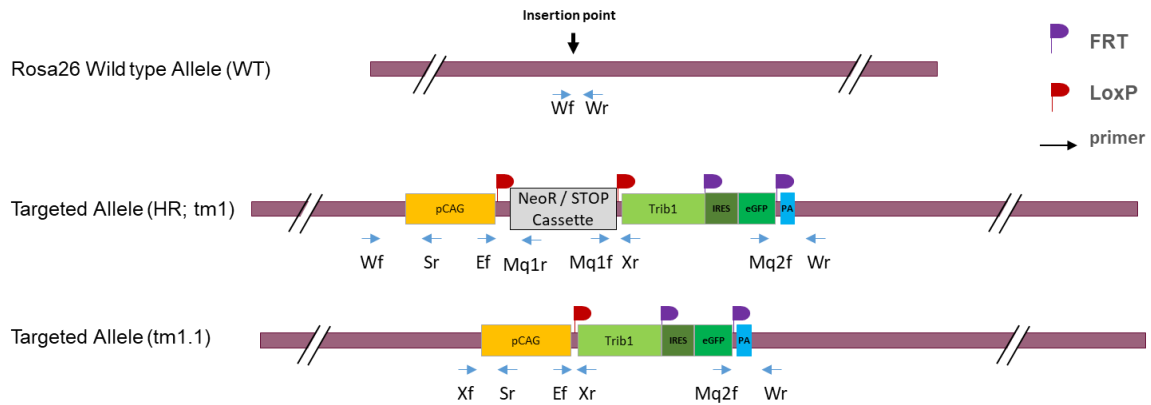 Insertion point
FRT
Rosa26 Wild type Allele (WT)
LoxP
Wf Wr
primer
NeoR / STOP
Cassette
Targeted Allele (HR; tm1)
pCAG
Trib1
IRES
eGFP
PA
Wf Sr Ef Mq1r Mq1f Xr Mq2f Wr
Targeted Allele (tm1.1)
pCAG
Trib1
IRES
eGFP
PA
Xf Sr Ef Xr Mq2f Wr